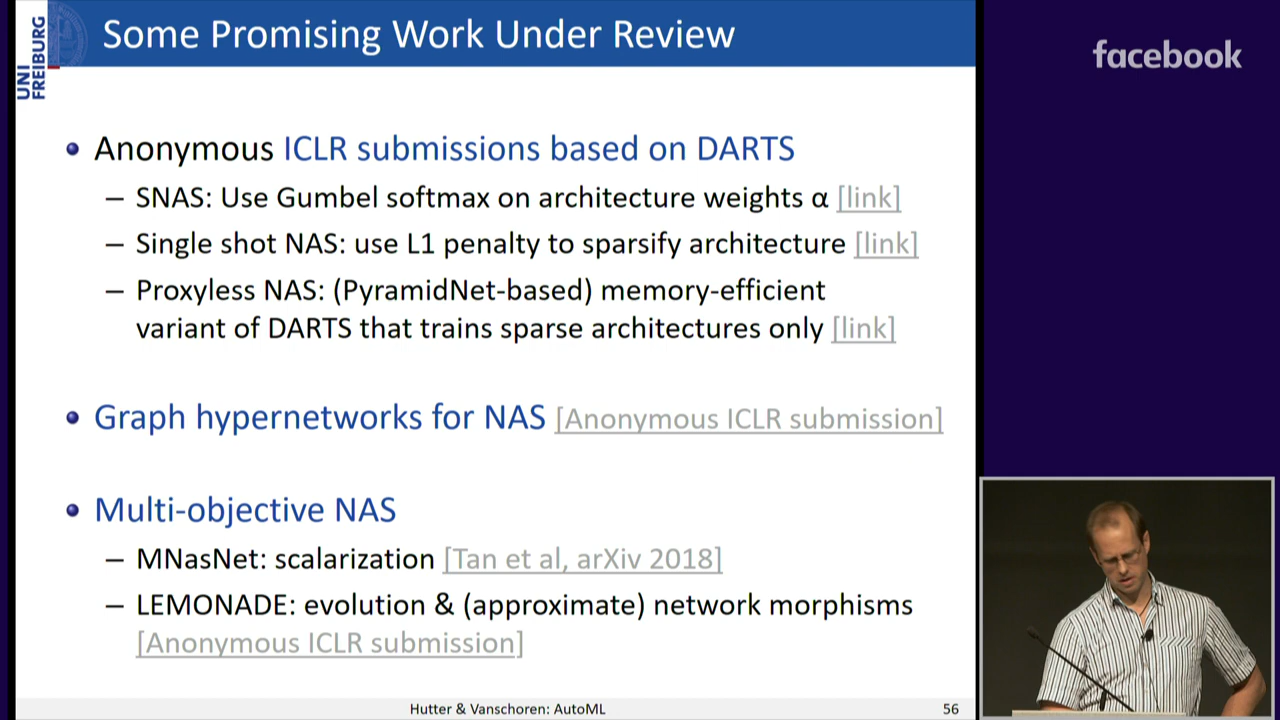 Some Promising Work Under Review
UNI
FREIBURG
facebook
Anonymous ICLR submissions based on DARTS
– SNAS: Use Gumbel softmax on architecture weights α [link]
– Single shot NAS: use L1 penalty to sparsify architecture [link]
– Proxyless NAS: (PyramidNet-based) memory-efficient
variant of DARTS that trains sparse architectures only [link]
Graph hypernetworks for NAS [Anonymous ICLR submission]
Multi-objective NAS
– MNasNet: scalarization [Tan et al, arXiv 2018]
– LEMONADE: evolution & (approximate) network morphisms
[Anonymous ICLR submission]
Hutter & Vanschoren: AutoML
56